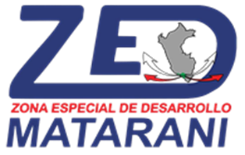 ZED
ZONA ESPECIAL DE DESARROLLO
MATARANI